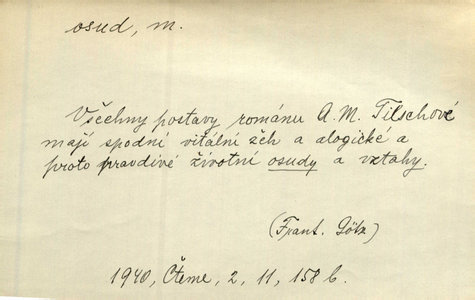 osud, m.
Všechny postavy románu A. M. Tilschové
mají spodní vitální žeh a alogické a
proto pravdivé životní osudy a vztahy.
(Frant. Götz)
1940, Čteme, 2, 11, 158 b.